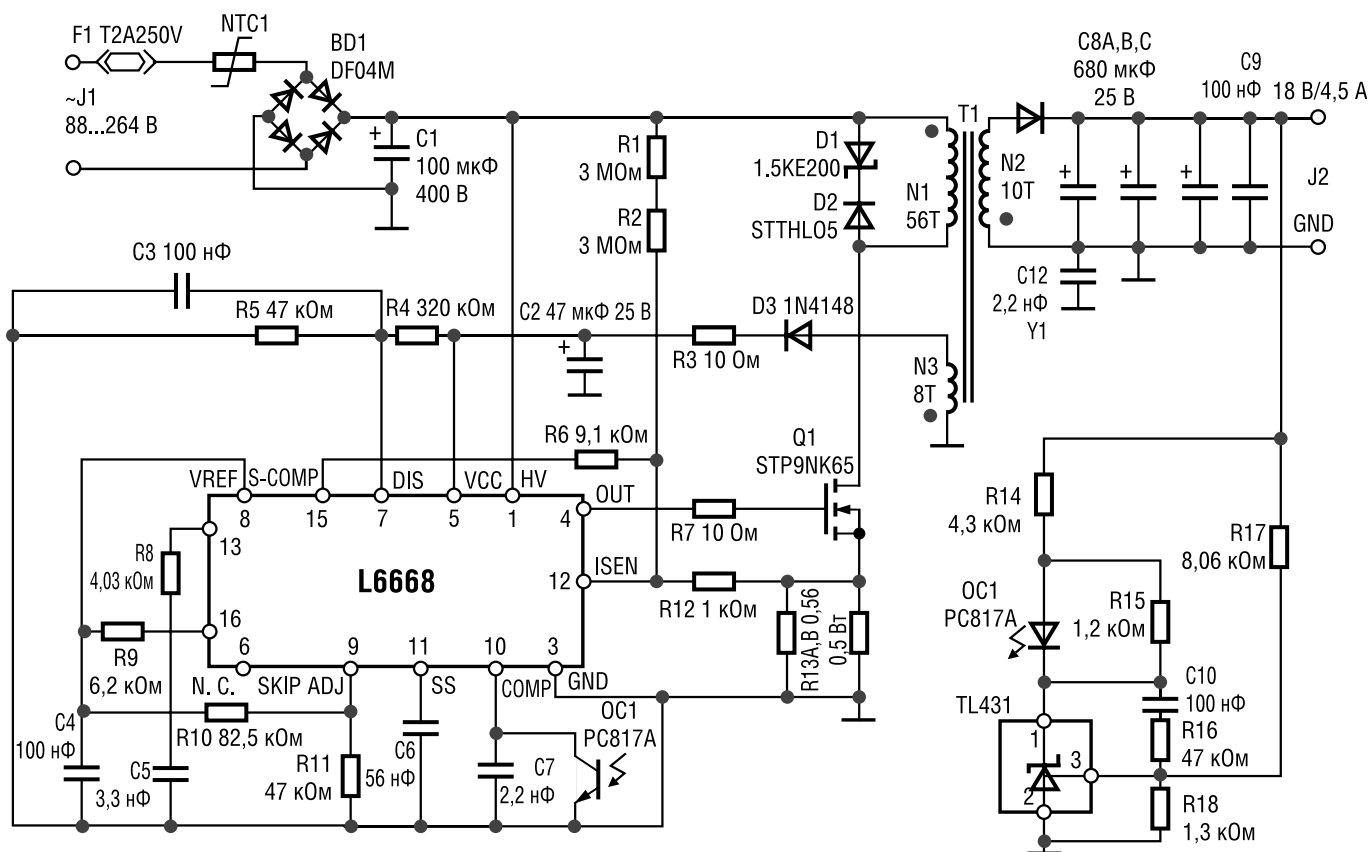 F1 T2A250V
NTC1
BD1
DF04M
~J1
88...264 В
C1
100 мкФ
400 В
R1
3 МОм
R2
3 МОм
D1
1.5KE200
D2
STTHLO5
T1
N1
56T
N2
10T
C8A,B,C
680 мкФ
25 В
C9
100 нФ
18 В/4,5 А
J2
GND
C12
2,2 нФ
Y1
C3 100 нФ
R5 47 кОм
R4 320 кОм
C2 47 мкФ 25 В
R3 10 Ом
D3 1N4148
N3
8T
R6 9,1 кОм
Q1
STP9NK65
VREF
S-COMP
DIS
VCC
HV
OUT
8
15
7
5
1
4
R7 10 Ом
13
R8
4,03 кОм
L6668
ISEN
12
R12 1 кОм
R13A,B 0,56
0,5 Вт
16
R9
6,2 кОм
6
9
11
10
3
N. C.
SKIP ADJ
SS
COMP
GND
C4
100 нФ
R10 82,5 кОм
C5
3,3 нФ
R11
47 кОм
C6
56 нФ
C7
2,2 нФ
OC1
PC817A
R14
4,3 кОм
R17
8,06 кОм
OC1
PC817A
R15
1,2 кОм
C10
100 нФ
TL431
R16
47 кОм
1
3
2
R18
1,3 кОм
+
+
+
+
+